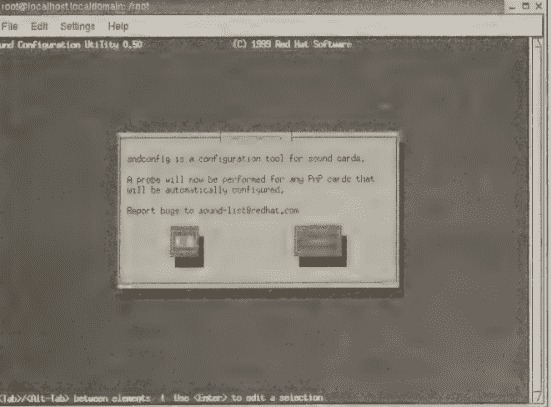 root@localhost.localdomain: /root
File Edit Settings Help
und Configuration Utility 0.50 (C) 1999 Red Hat Software
sndconfig is a configuration tool for sound cards.
A probe will now be performed for any PnP cards that
will be automatically configured.
Report bugs to sound-list@redhat.com
<Tab>/<Alt-Tab> between elements | Use <Enter> to edit a selection